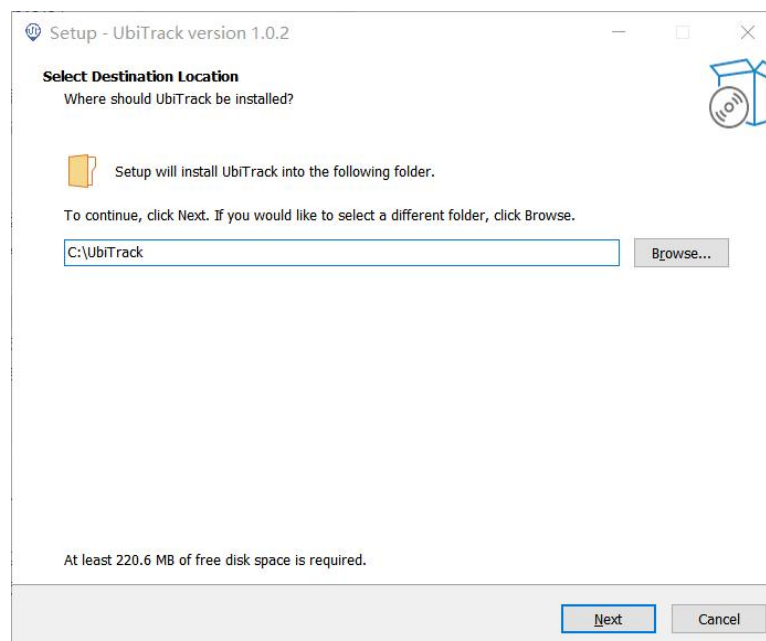 Setup - UbiTrack version 1.0.2
Select Destination Location
Where should UbiTrack be installed?
Setup will install UbiTrack into the following folder.
To continue, click Next. If you would like to select a different folder, click Browse.
C:\UbiTrack
Browse...
At least 220.6 MB of free disk space is required.
Next
Cancel